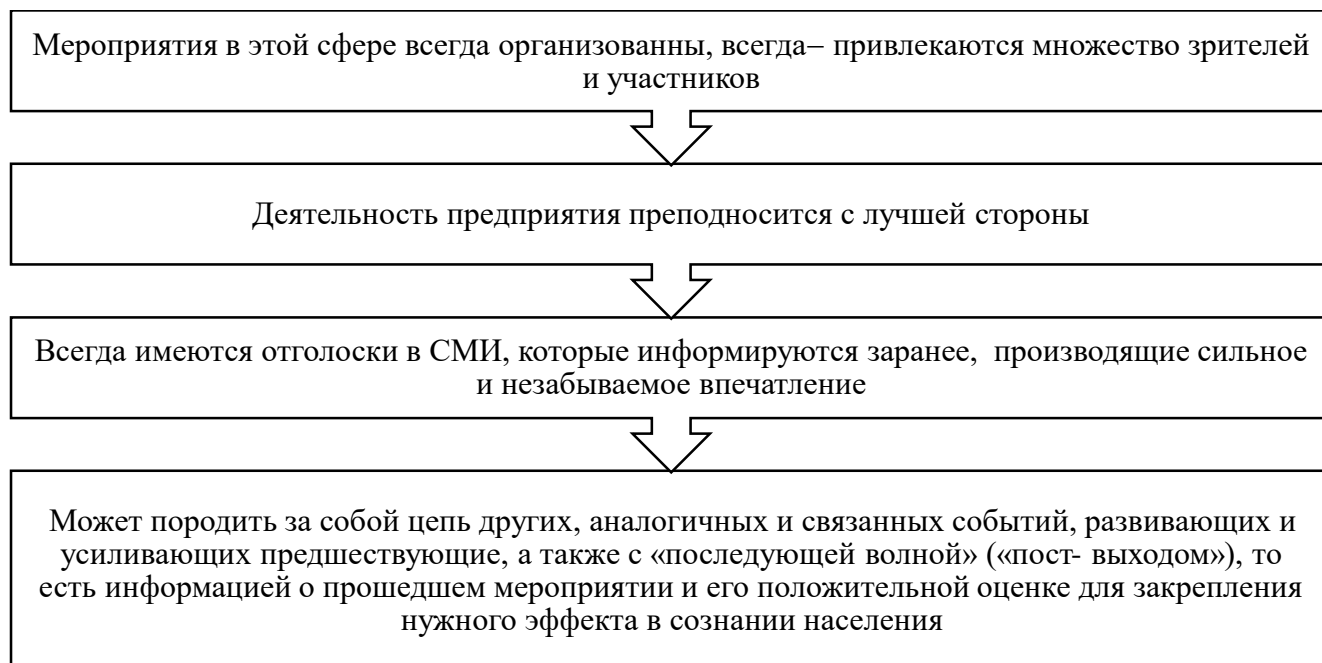 Мероприятия в этой сфере всегда организованны, всегда– привлекаются множество зрителей
и участников
Деятельность предприятия преподносится с лучшей стороны
Всегда имеются отголоски в СМИ, которые информируются заранее,  производящие сильное
и незабываемое впечатление
Может породить за собой цепь других, аналогичных и связанных событий, развивающих и
усиливающих предшествующие, а также с «последующей волной» («пост- выходом»), то
есть информацией о прошедшем мероприятии и его положительной оценке для закрепления
нужного эффекта в сознании населения